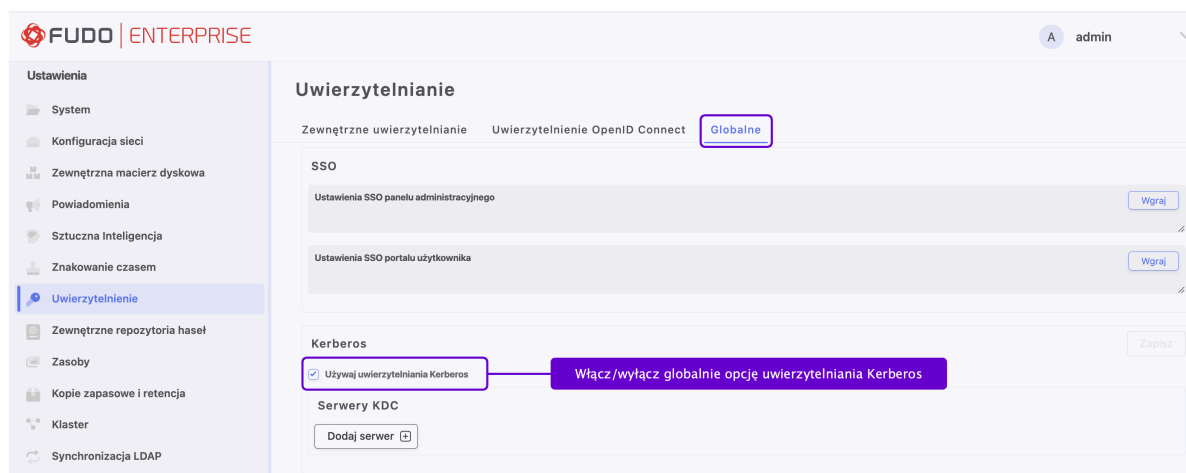 FUDO | ENTERPRISE
A admin
Ustawienia
System
Konfiguracja sieci
Zewnętrzna macierz dyskowa
Powiadomienia
Sztuczna Inteligencja
Znakowanie czasem
Uwierzytelnienie
Zewnętrzne repozytoria haseł
Zasoby
Kopie zapasowe i retencja
Klaster
Synchronizacja LDAP
Uwierzytelnianie
Zewnętrzne uwierzytelnianie Uwierzytelnienie OpenID Connect Globalne
SSO
Ustawienia SSO panelu administracyjnego Wgraj
Ustawienia SSO portalu użytkownika Wgraj
Kerberos Zapisz
Używaj uwierzytelniania Kerberos Włącz/wyłącz globalnie opcję uwierzytelniania Kerberos
Serwery KDC
Dodaj serwer